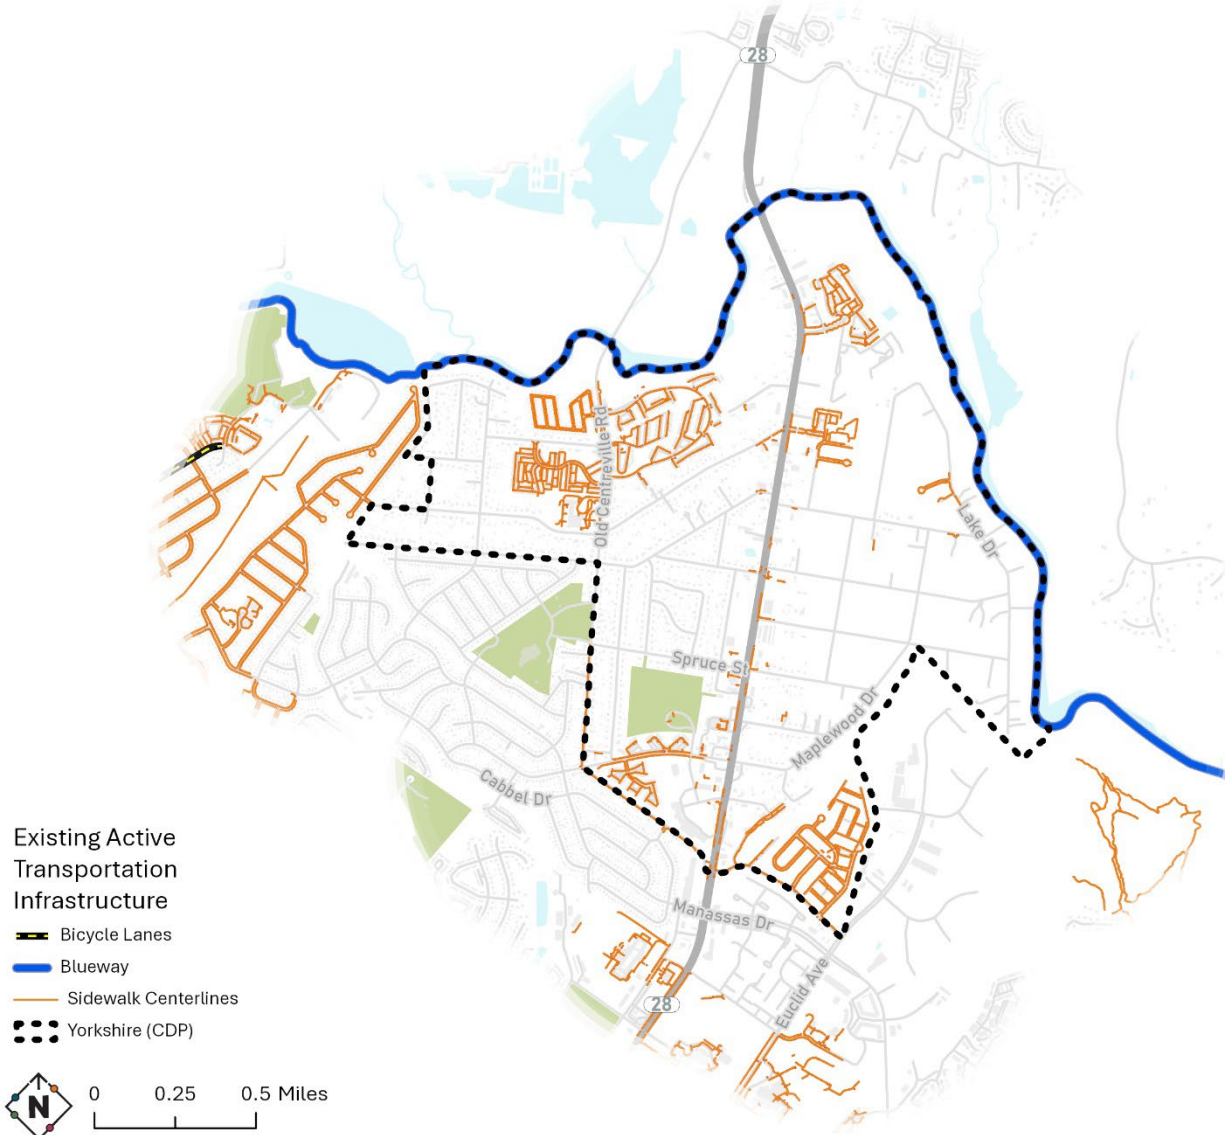 28
Old Centreville Rd
Lake Dr
Spruce St
Maplewood Dr
Cabbel Dr
Manassas Dr
Euclid Ave
28
Existing Active
Transportation
Infrastructure
Bicycle Lanes
Blueway
Sidewalk Centerlines
Yorkshire (CDP)
N
0 0.25 0.5 Miles